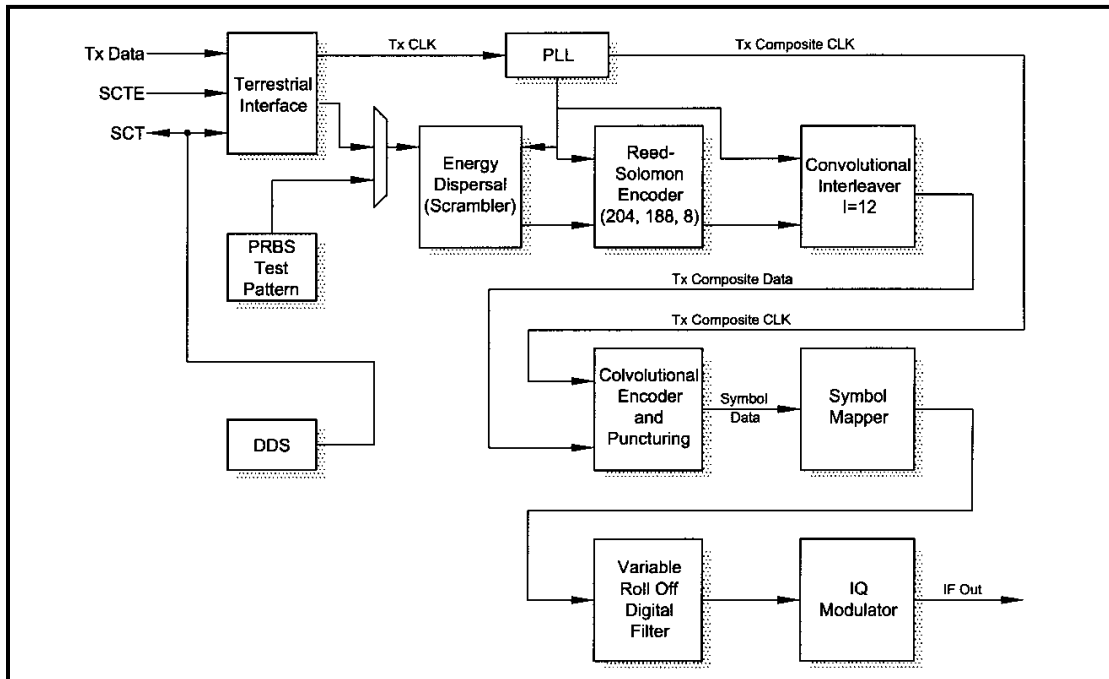 Tx Data
SCTE
SCT
Terrestrial
Interface
Tx CLK
PLL
Tx Composite CLK
Energy
Dispersal
(Scrambler)
Reed-
Solomon
Encoder
(204, 188, 8)
Convolutional
Interleaver
I=12
PRBS
Test
Pattern
Tx Composite Data
Tx Composite CLK
DDS
Colvolutional
Encoder
and
Puncturing
Symbol
Data
Symbol
Mapper
Variable
Roll Off
Digital
Filter
IQ
Modulator
IF Out